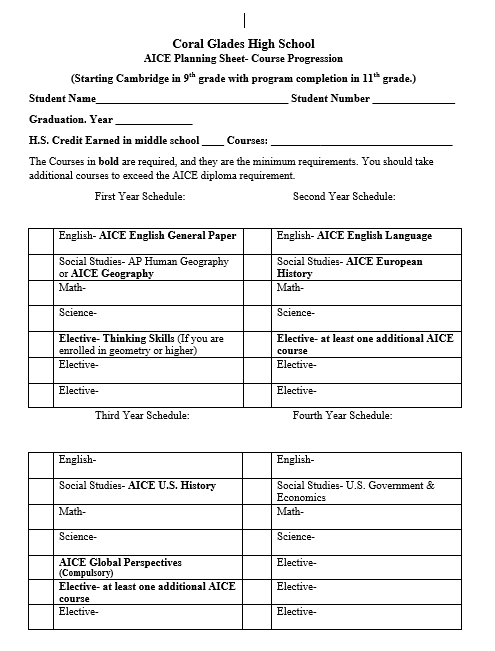 Coral Glades High School
AICE Planning Sheet- Course Progression
(Starting Cambridge in 9th grade with program completion in 11th grade.)
Student Name________________________________ Student Number ______________
Graduation. Year _____________
H.S. Credit Earned in middle school ____ Courses: ______________________________
The Courses in bold are required, and they are the minimum requirements. You should take
additional courses to exceed the AICE diploma requirement.
First Year Schedule: Second Year Schedule:
English- AICE English General Paper
English- AICE English Language
Social Studies- AP Human Geography
or AICE Geography
Social Studies- AICE European
History
Math-
Math-
Science-
Science-
Elective- Thinking Skills (If you are
enrolled in geometry or higher)
Elective- at least one additional AICE
course
Elective-
Elective-
Elective-
Elective-
Third Year Schedule: Fourth Year Schedule:
English-
English-
Social Studies- AICE U.S. History
Social Studies- U.S. Government &
Economics
Math-
Math-
Science-
Science-
AICE Global Perspectives
(Compulsory)
Elective-
Elective- at least one additional AICE
course
Elective-
Elective-
Elective-